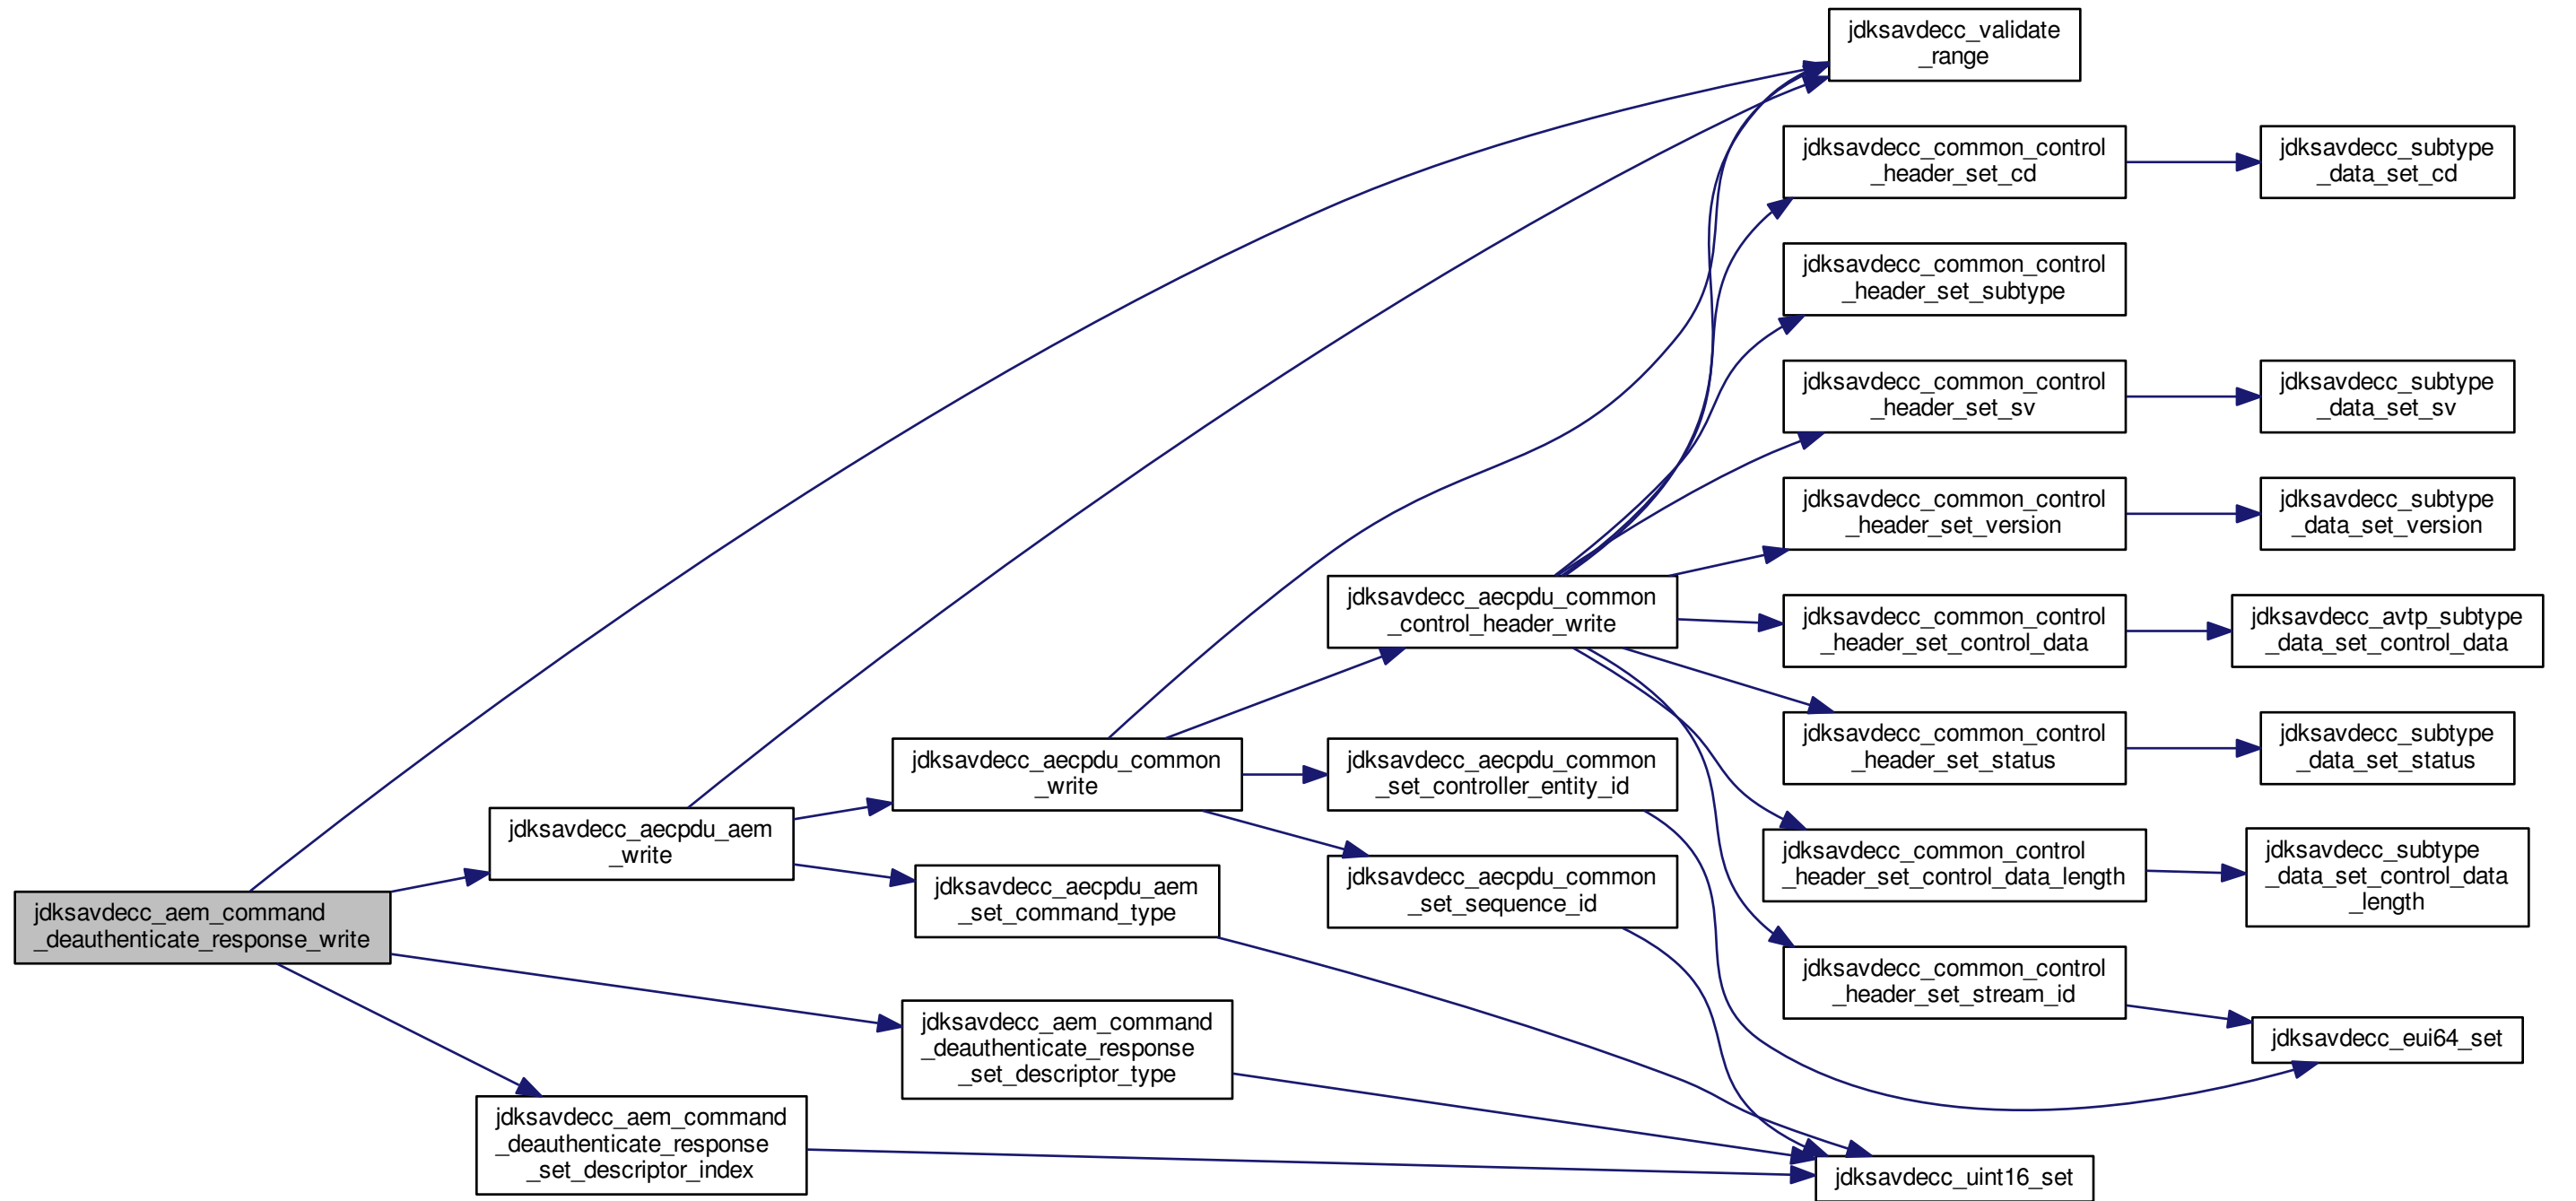 jdksavdecc_aem_command
_deauthenticate_response_write
jdksavdecc_aecpdu_aem
_write
jdksavdecc_aem_command
_deauthenticate_response
_set_descriptor_index
jdksavdecc_aecpdu_common
_write
jdksavdecc_aecpdu_aem
_set_command_type
jdksavdecc_aem_command
_deauthenticate_response
_set_descriptor_type
jdksavdecc_aecpdu_common
_control_header_write
jdksavdecc_aecpdu_common
_set_controller_entity_id
jdksavdecc_aecpdu_common
_set_sequence_id
jdksavdecc_validate
_range
jdksavdecc_common_control
_header_set_cd
jdksavdecc_common_control
_header_set_subtype
jdksavdecc_common_control
_header_set_sv
jdksavdecc_common_control
_header_set_version
jdksavdecc_common_control
_header_set_control_data
jdksavdecc_common_control
_header_set_status
jdksavdecc_common_control
_header_set_control_data_length
jdksavdecc_common_control
_header_set_stream_id
jdksavdecc_uint16_set
jdksavdecc_subtype
_data_set_cd
jdksavdecc_subtype
_data_set_sv
jdksavdecc_subtype
_data_set_version
jdksavdecc_avtp_subtype
_data_set_control_data
jdksavdecc_subtype
_data_set_status
jdksavdecc_subtype
_data_set_control_data
_length
jdksavdecc_eui64_set